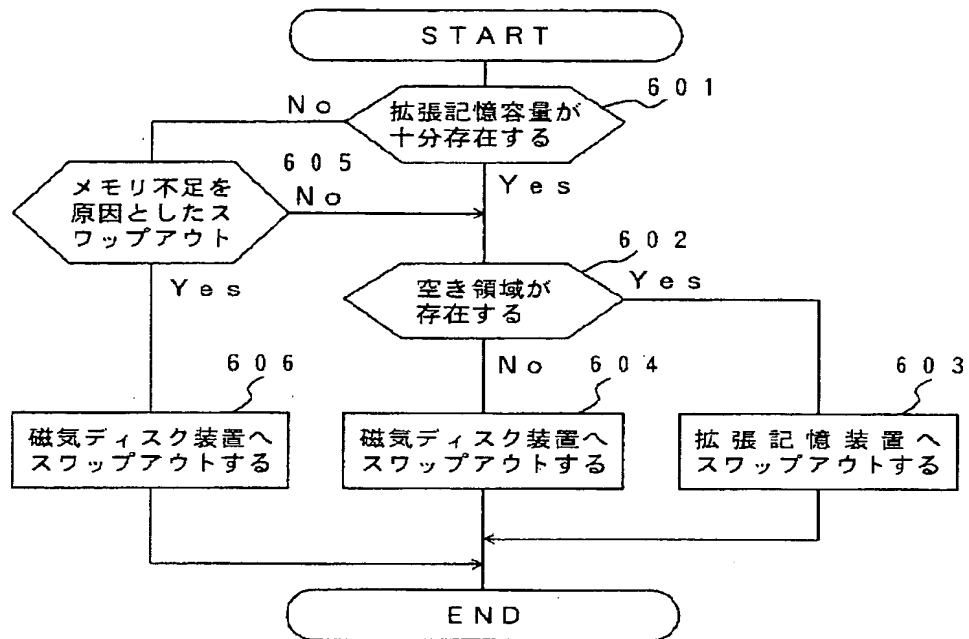 START
601
No
拡張記憶容量が
十分存在する
605
メモリ不足を
原因としたス
ワップアウト
No
Yes
602
Yes
空き領域が
存在する
Yes
606
No
604
603
磁気ディスク装置へ
スワップアウトする
磁気ディスク装置へ
スワップアウトする
拡張記憶装置へ
スワップアウトする
END